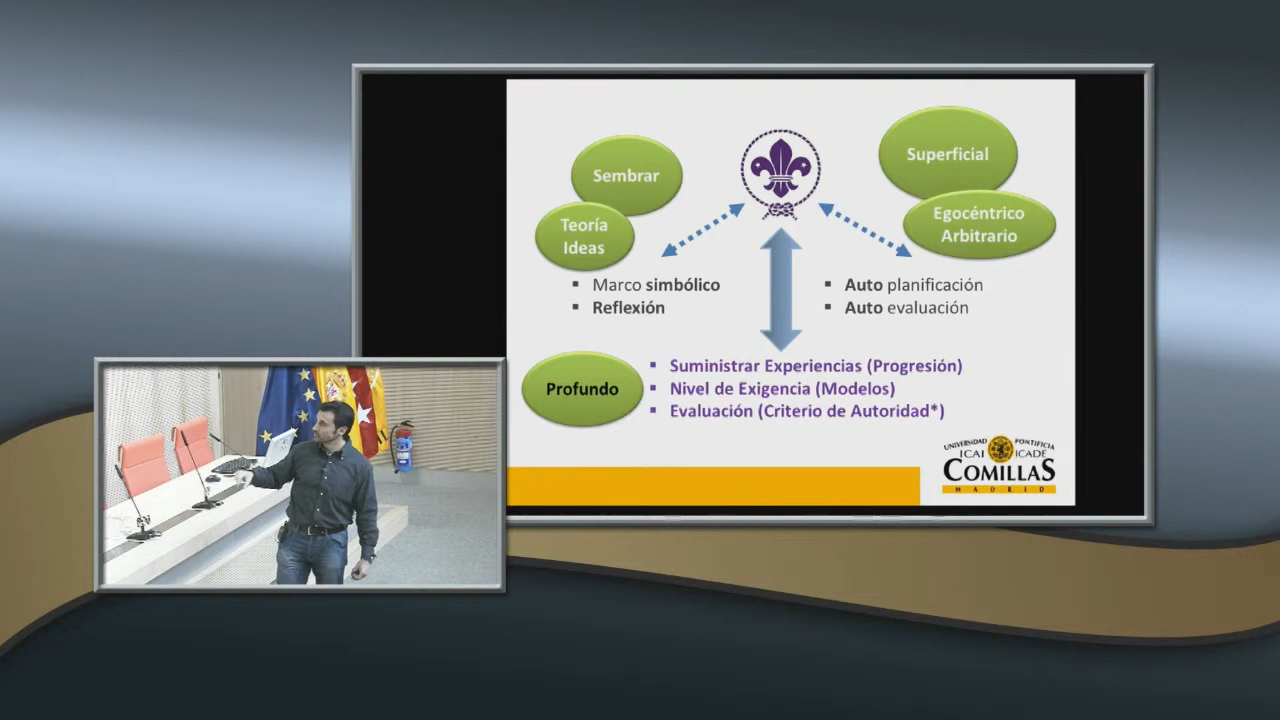 Sembrar
Teoría
Ideas
Superficial
Egocéntrico
Arbitrario
▪ Marco simbólico
▪ Reflexión
▪ Auto planificación
▪ Auto evaluación
Profundo
▪ Suministrar Experiencias (Progresión)
▪ Nivel de Exigencia (Modelos)
▪ Evaluación (Criterio de Autoridad*)
UNIVERSIDAD PONTIFICIA
ICAI ICADE
COMILLAS
MADRID